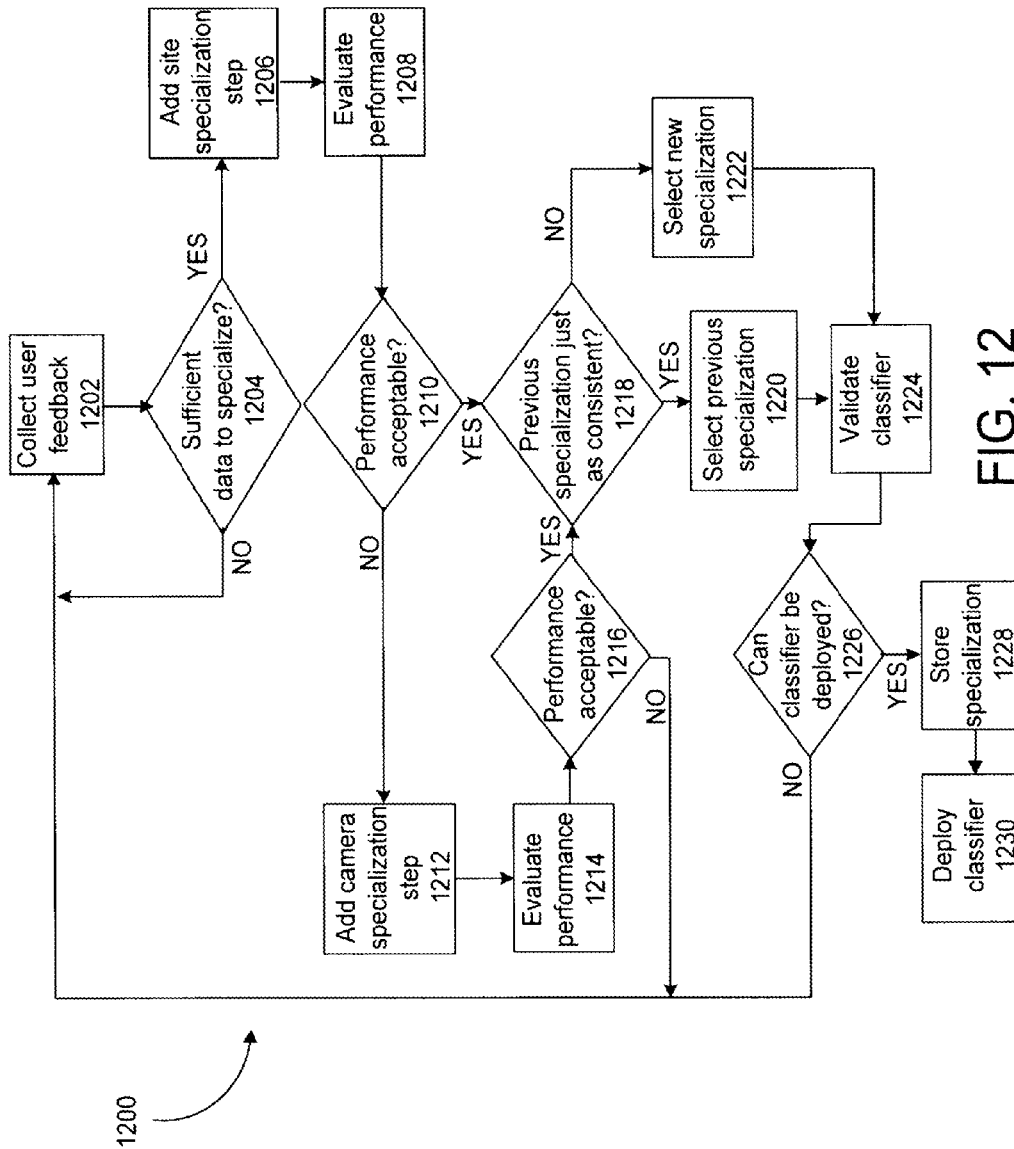 1200
Collect user
feedback
1202
Sufficient
data to specialize?
1204
YES
NO
Add site
specialization
step
1206
Evaluate
performance
1208
Performance
acceptable?
1210
NO
YES
Add camera
specialization
step
1212
Evaluate
performance
1214
Performance
acceptable?
1216
YES
NO
Previous
specialization just
as consistent?
1218
NO
YES
Select previous
specialization
1220
Select new
specialization
1222
Validate
classifier
1224
Can
classifier be
deployed?
1226
NO
YES
Store
specialization
1228
Deploy
classifier
1230
FIG. 12